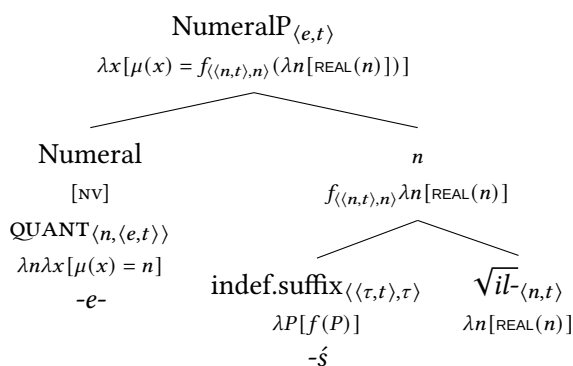 NumeralP⟨e,t⟩
λx[μ(x) = f⟨⟨n,t⟩,n⟩(λn[REAL(n)])]
Numeral
n
[NV]
f⟨⟨n,t⟩,n⟩λn[REAL(n)]
QUANT⟨n,⟨e,t⟩⟩
λnλx[μ(x) = n]
indef.suffix⟨⟨τ,t⟩,τ⟩
√il-⟨n,t⟩
-e-
λP[f(P)]
λn[REAL(n)]
-ś